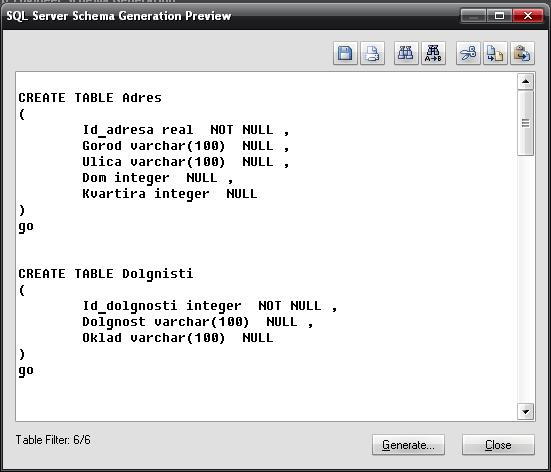 SQL Server Schema Generation Preview
A→B
CREATE TABLE Adres
(
Id_adresa real  NOT NULL ,
Gorod varchar(100)  NULL ,
Ulica varchar(100)  NULL ,
Dom integer  NULL ,
Kvartira integer  NULL
)
go
CREATE TABLE Dolgnisti
(
Id_dolgnosti integer  NOT NULL ,
Dolgnost varchar(100)  NULL ,
Oklad varchar(100)  NULL
)
go
Table Filter: 6/6
Generate...
Close